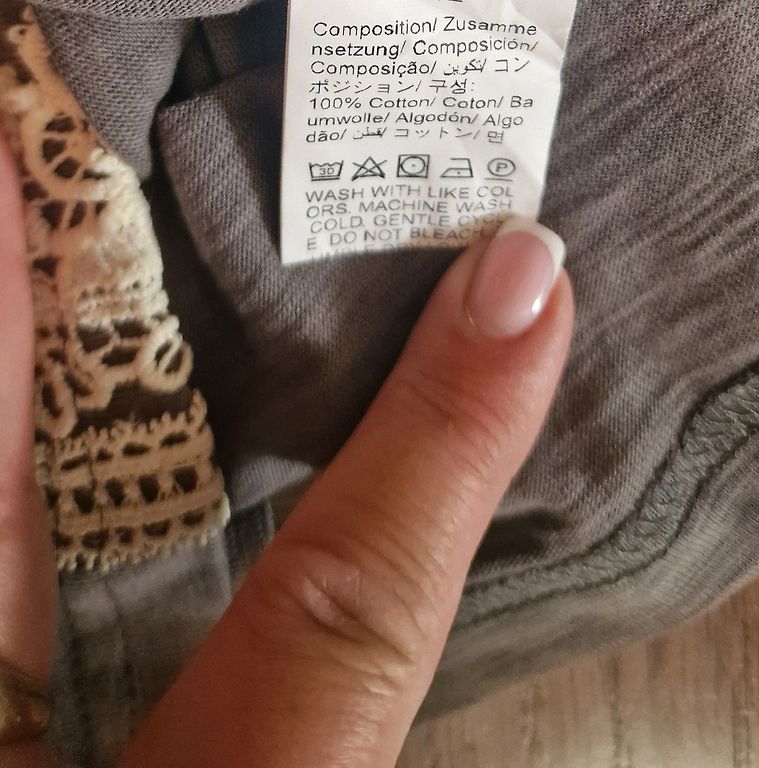 Composition/ Zusamme
nsetzung/ Composición/
Composição/ تكوين/ コン
ポジション/ 구성:
100% Cotton/ Coton/ Ba
umwolle/ Algodón/ Algo
dão/ قطن/ コットン/ 면
30 P
WASH WITH LIKE COL
ORS. MACHINE WASH
COLD. GENTLE CYCL
E DO NOT BLEACH.